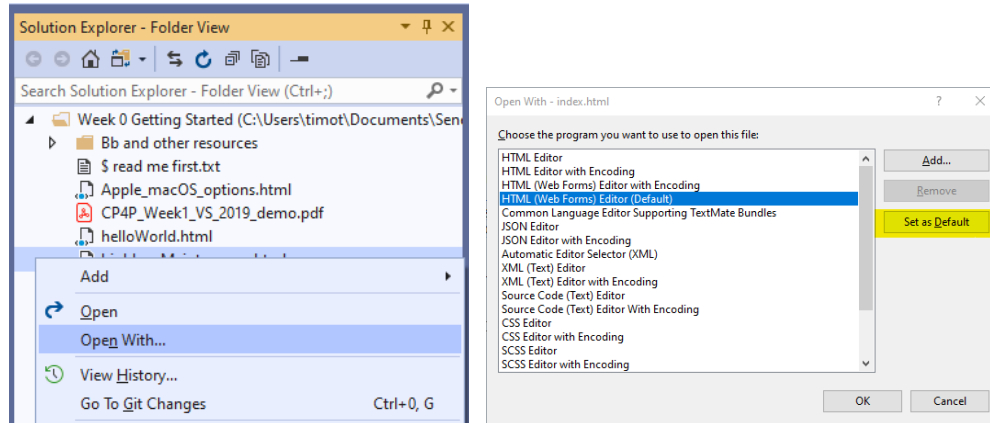 Solution Explorer - Folder View
Search Solution Explorer - Folder View (Ctrl+;)
Week 0 Getting Started (C:\Users\timot\Documents\Sen
Bb and other resources
$ read me first.txt
Apple_macOS_options.html
CP4P_Week1_VS_2019_demo.pdf
helloWorld.html
Add
Open
Open With...
View History...
Go To Git Changes Ctrl+0, G
Open With - index.html
Choose the program you want to use to open this file:
HTML Editor
HTML Editor with Encoding
HTML (Web Forms) Editor with Encoding
HTML (Web Forms) Editor (Default)
Common Language Editor Supporting TextMate Bundles
JSON Editor
JSON Editor with Encoding
Automatic Editor Selector (XML)
XML (Text) Editor
XML (Text) Editor with Encoding
Source Code (Text) Editor
Source Code (Text) Editor With Encoding
CSS Editor
CSS Editor with Encoding
SCSS Editor
SCSS Editor with Encoding
Add...
Remove
Set as Default
OK Cancel